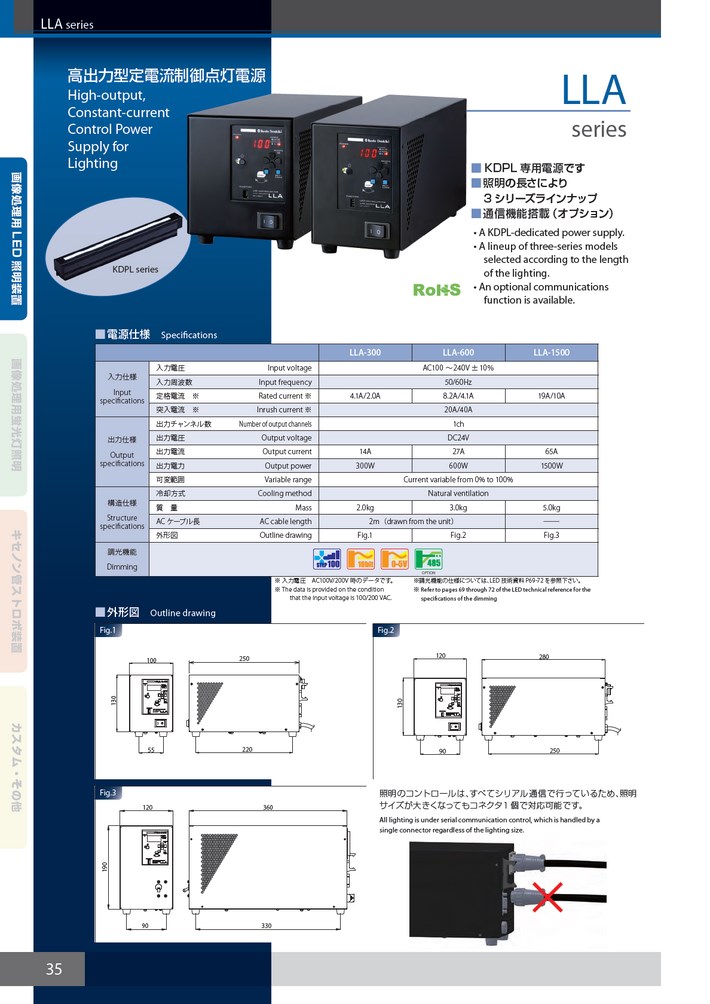 LLA series
高出力型定電流制御点灯電源
High-output,
Constant-current
Control Power
Supply for
Lighting
KDPL series
LLA
series
■ KDPL 専用電源です
■ 照明の長さにより
3 シリーズラインナップ
■ 通信機能搭載（オプション）
• A KDPL-dedicated power supply.
• A lineup of three-series models
selected according to the length
of the lighting.
• An optional communications
function is available.
RoHS
画像処理用 LED 照明装置
画像処理用蛍光灯照明
キセノン管ストロボ装置
カスタム・その他
■ 電源仕様 Specifications
LLA-300 LLA-600 LLA-1500
入力仕様
Input
specifications
入力電圧 Input voltage AC100 ～240V ± 10%
入力周波数 Input frequency 50/60Hz
定格電流 ※ Rated current ※ 4.1A/2.0A 8.2A/4.1A 19A/10A
突入電流 ※ Inrush current ※ 20A/40A
出力仕様
Output
specifications
出力チャンネル数 Number of output channels 1ch
出力電圧 Output voltage DC24V
出力電流 Output current 14A 27A 65A
出力電力 Output power 300W 600W 1500W
可変範囲 Variable range Current variable from 0% to 100%
構造仕様
Structure
specifications
冷却方式 Cooling method Natural ventilation
質 量 Mass 2.0kg 3.0kg 5.0kg
AC ケーブル長 AC cable length 2m（drawn from the unit） ——
外形図 Outline drawing Fig.1 Fig.2 Fig.3
調光機能
Dimming
100 10bit 0-5V 485
OPTION
※ 入力電圧 AC100V/200V 時のデータです。
※ The data is provided on the condition
that the input voltage is 100/200 VAC.
※調光機能の仕様については、LED 技術資料 P69-72 を参照下さい。
※ Refer to pages 69 through 72 of the LED technical reference for the
specifications of the dimming
■ 外形図 Outline drawing
Fig.1
100
250
130
55
220
Fig.2
120
280
130
90
250
Fig.3
120
360
190
90
330
照明のコントロールは、すべてシリアル通信で行っているため、照明
サイズが大きくなってもコネクタ 1 個で対応可能です。
All lighting is under serial communication control, which is handled by a
single connector regardless of the lighting size.
35